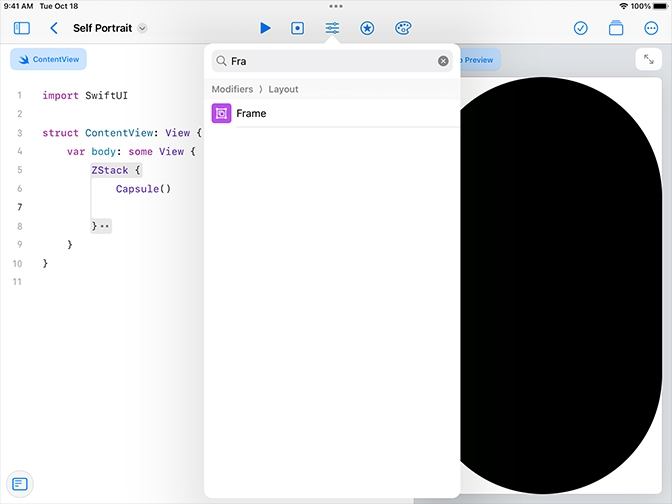 9:41 AM Tue Oct 18
100%
Self Portrait
ContentView
Fra
Preview
Modifiers 〉 Layout
Frame
1 import SwiftUI
2
3 struct ContentView: View {
4 var body: some View {
5 ZStack {
6 Capsule()
7
8 }
9 }
10 }
11